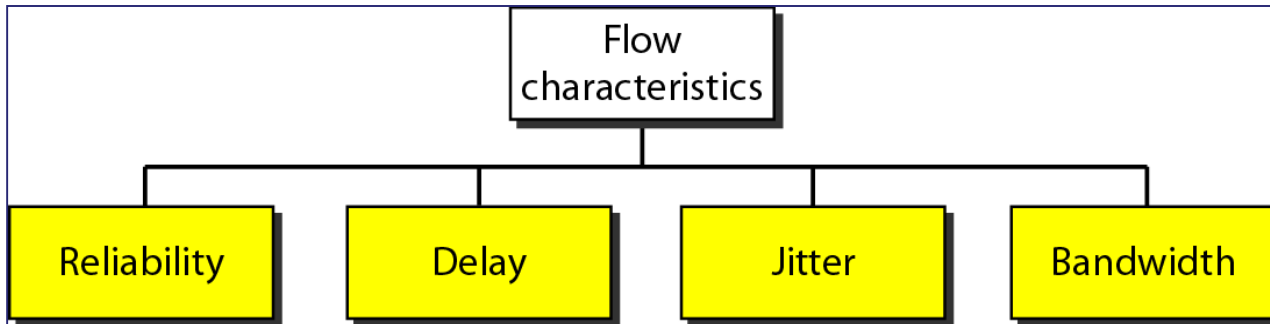 Flow
characteristics
Reliability
Delay
Jitter
Bandwidth